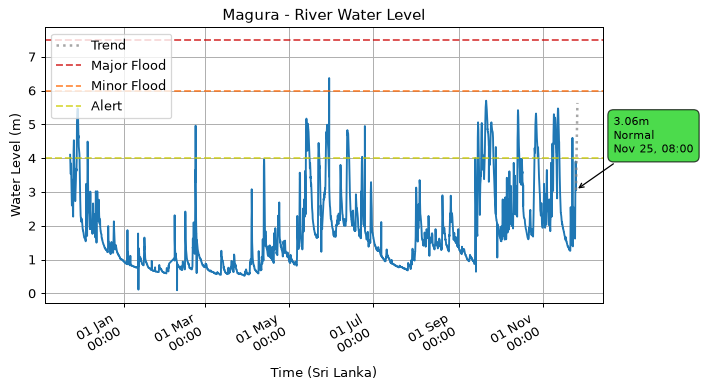 Magura - River Water Level
Trend
Major Flood
Minor Flood
Alert
3.06m
Normal
Nov 25, 08:00
Water Level (m)
7
6
5
4
3
2
1
0
01 Jan
00:00
01 Mar
00:00
01 May
00:00
01 Jul
00:00
01 Sep
00:00
01 Nov
00:00
Time (Sri Lanka)